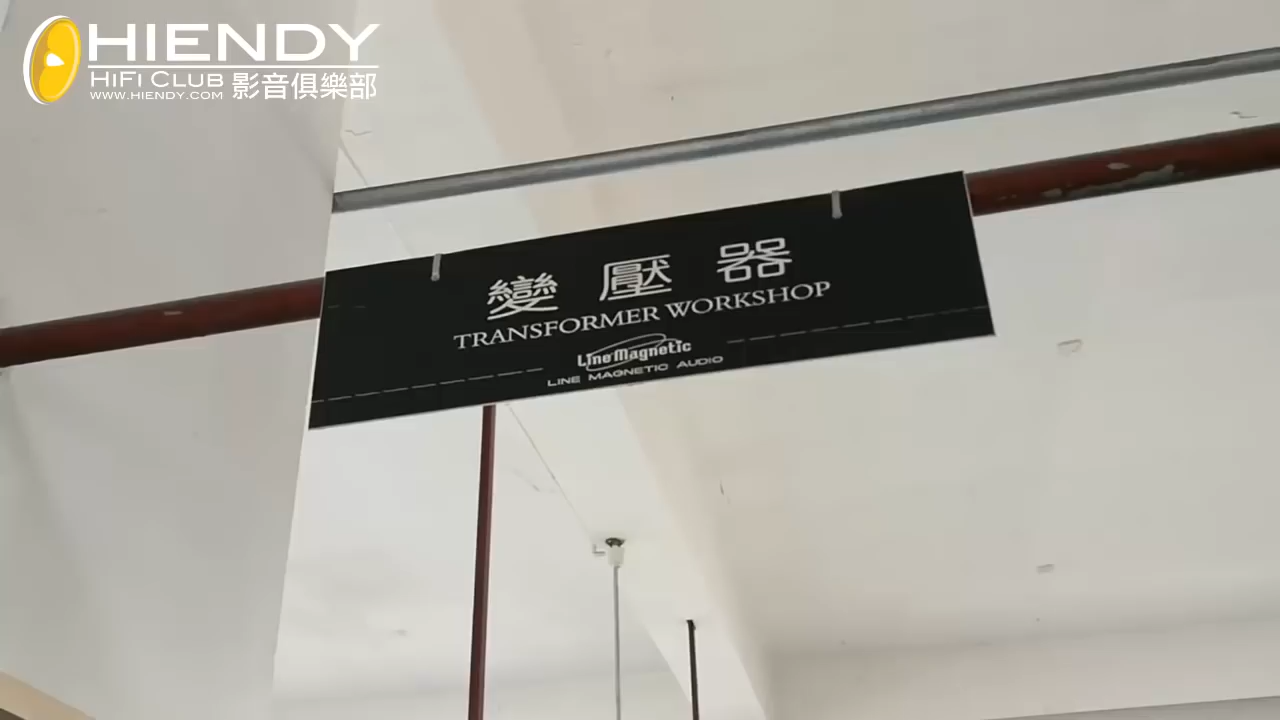 HIENDY
HIFI CLUB 影音俱樂部
WWW.HIENDY.COM
變壓器
TRANSFORMER WORKSHOP
Line Magnetic
LINE MAGNETIC AUDIO